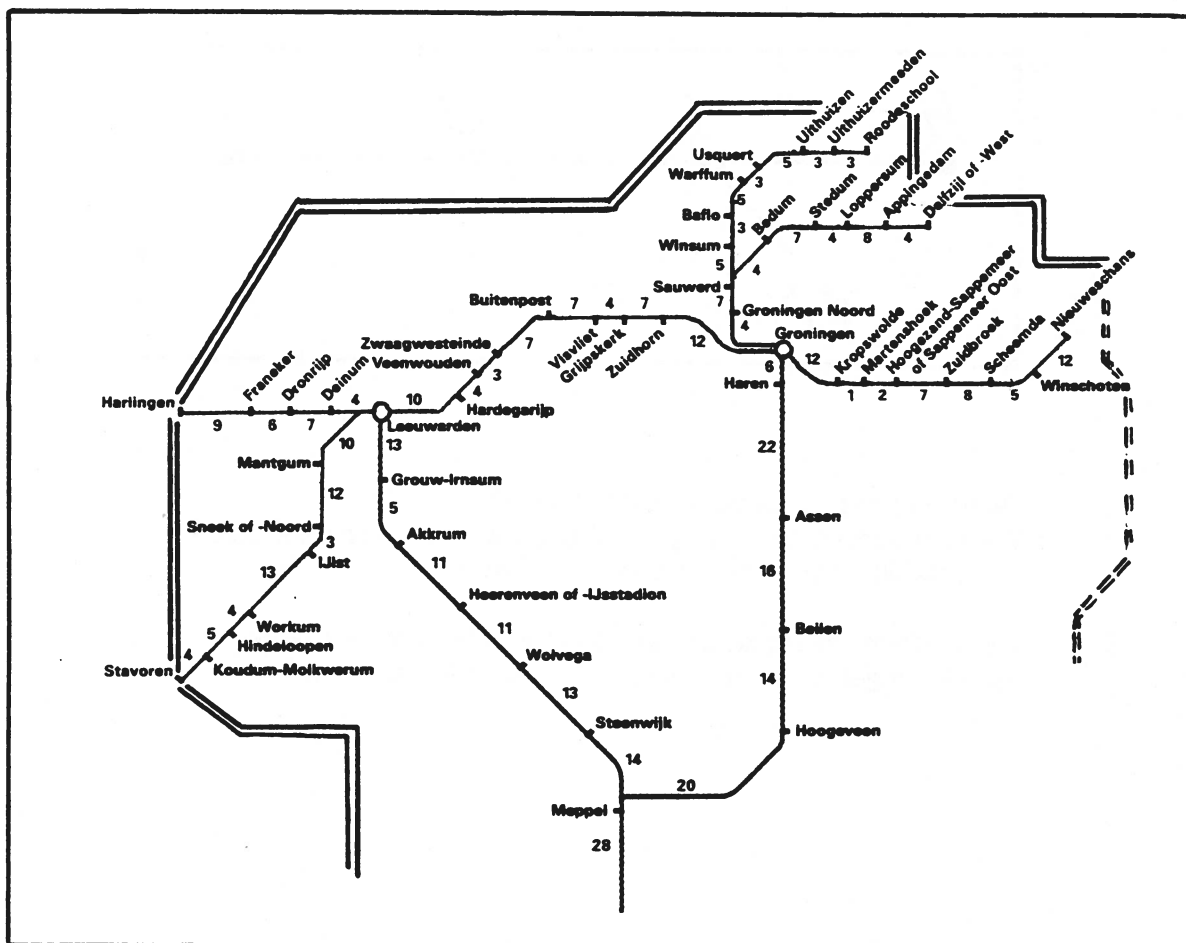 Uithuizen
Uithuizermeeden
Roodeschool
Usquert
5
3
3
Warffum
3
5
Baflo
3
Winsum
5
Sauwerd
7
Groningen Noord
4
Bedum
4
Stedum
7
Loppersum
4
Appingedam
8
Delfzijl of -West
4
Buitenpost
7
4
7
Visvliet
Grijpskerk
Zuidhorn
12
Groningen
12
Kropswolde
Martenshoek
Hoogezand-Sappemeer
of Sappemeer Oost
Zuidbroek
Scheemda
Nieuweschans
1
2
7
8
5
12
Winschoten
Zwaagwesteinde
Veenwouden
7
3
4
Hardegarijp
Harlingen
Franeker
Dronrijp
Deinum
9
6
7
4
10
Leeuwarden
10
13
Mantgum
12
Grouw-Irnsum
5
Sneek of -Noord
3
IJlst
13
4
Workum
5
Hindeloopen
4
Koudum-Molkwerum
Stavoren
Akkrum
11
Heerenveen of -IJsstadion
11
Wolvega
13
Steenwijk
14
Meppel
28
20
6
Haren
22
Assen
16
Beilen
14
Hoogeveen